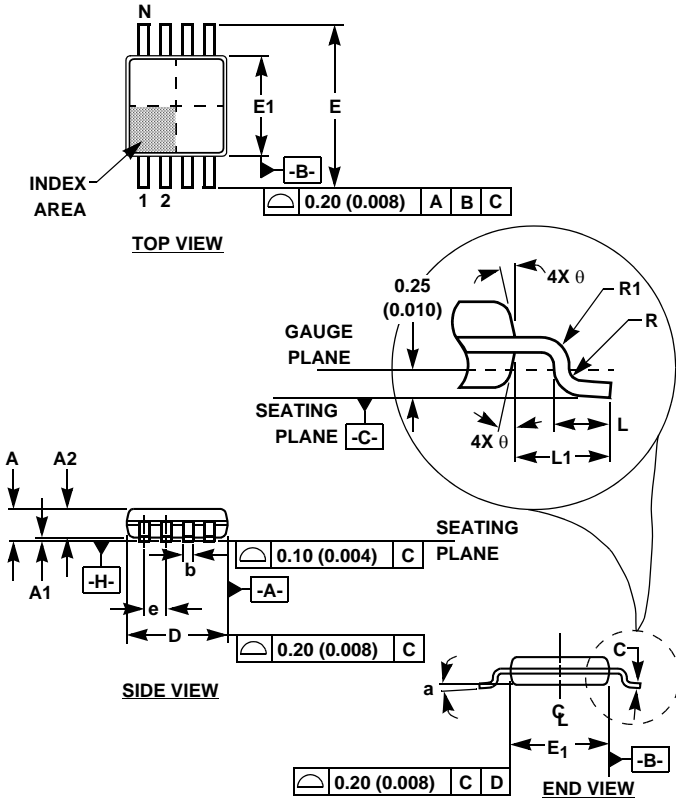 N
E1
E
-B-
INDEX
AREA
1 2
0.20 (0.008) A B C
TOP VIEW
0.25
(0.010)
4X θ
R1
R
GAUGE
PLANE
SEATING
PLANE
-C-
4X θ
L
L1
A
A2
SEATING
PLANE
A1
-H-
b
0.10 (0.004) C
-A-
e
D
0.20 (0.008) C
SIDE VIEW
C
a
CL
E1
-B-
0.20 (0.008) C D
END VIEW